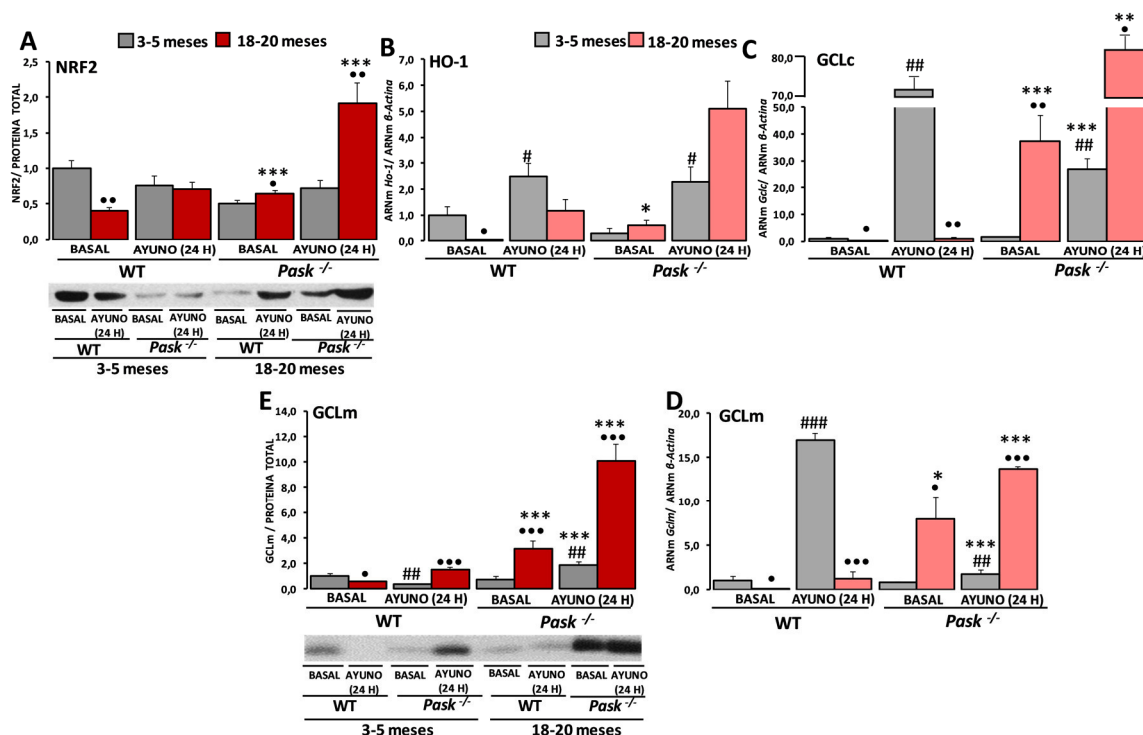 A
3-5 meses 18-20 meses
NRF2
NRF2/ PROTEINA TOTAL
2,5
2,0
1,5
1,0
0,5
0,0
●●
***
●
***
●●
BASAL AYUNO (24 H) BASAL AYUNO (24 H)
WT Pask -/-
BASAL AYUNO (24 H) BASAL AYUNO (24 H) BASAL AYUNO (24 H) BASAL AYUNO (24 H)
WT Pask -/- WT Pask -/-
3-5 meses 18-20 meses
B
3-5 meses 18-20 meses
HO-1
ARNm Ho-1/ ARNm β-Actina
7,0
6,0
5,0
4,0
3,0
2,0
1,0
0,0
●
#
*
#
BASAL AYUNO (24 H) BASAL AYUNO (24 H)
WT Pask -/-
C
GCLc
ARNm Gclc/ ARNm β-Actina
80,0
70,0
50,0
40,0
30,0
20,0
10,0
0,0
●
##
●●
***
●●
***
##
**
●
BASAL AYUNO (24 H) BASAL AYUNO (24 H)
WT Pask -/-
E
GCLm
GCLm/ PROTEINA TOTAL
14,0
12,0
10,0
8,0
6,0
4,0
2,0
0,0
●
##
●●●
***
●●●
***
##
***
●●●
BASAL AYUNO (24 H) BASAL AYUNO (24 H)
WT Pask -/-
BASAL AYUNO (24 H) BASAL AYUNO (24 H) BASAL AYUNO (24 H) BASAL AYUNO (24 H)
WT Pask -/- WT Pask -/-
3-5 meses 18-20 meses
D
GCLm
ARNm Gclm/ ARNm β-Actina
20,0
15,0
10,0
5,0
0,0
●
###
●●●
*
●
***
##
***
●●●
BASAL AYUNO (24 H) BASAL AYUNO (24 H)
WT Pask -/-